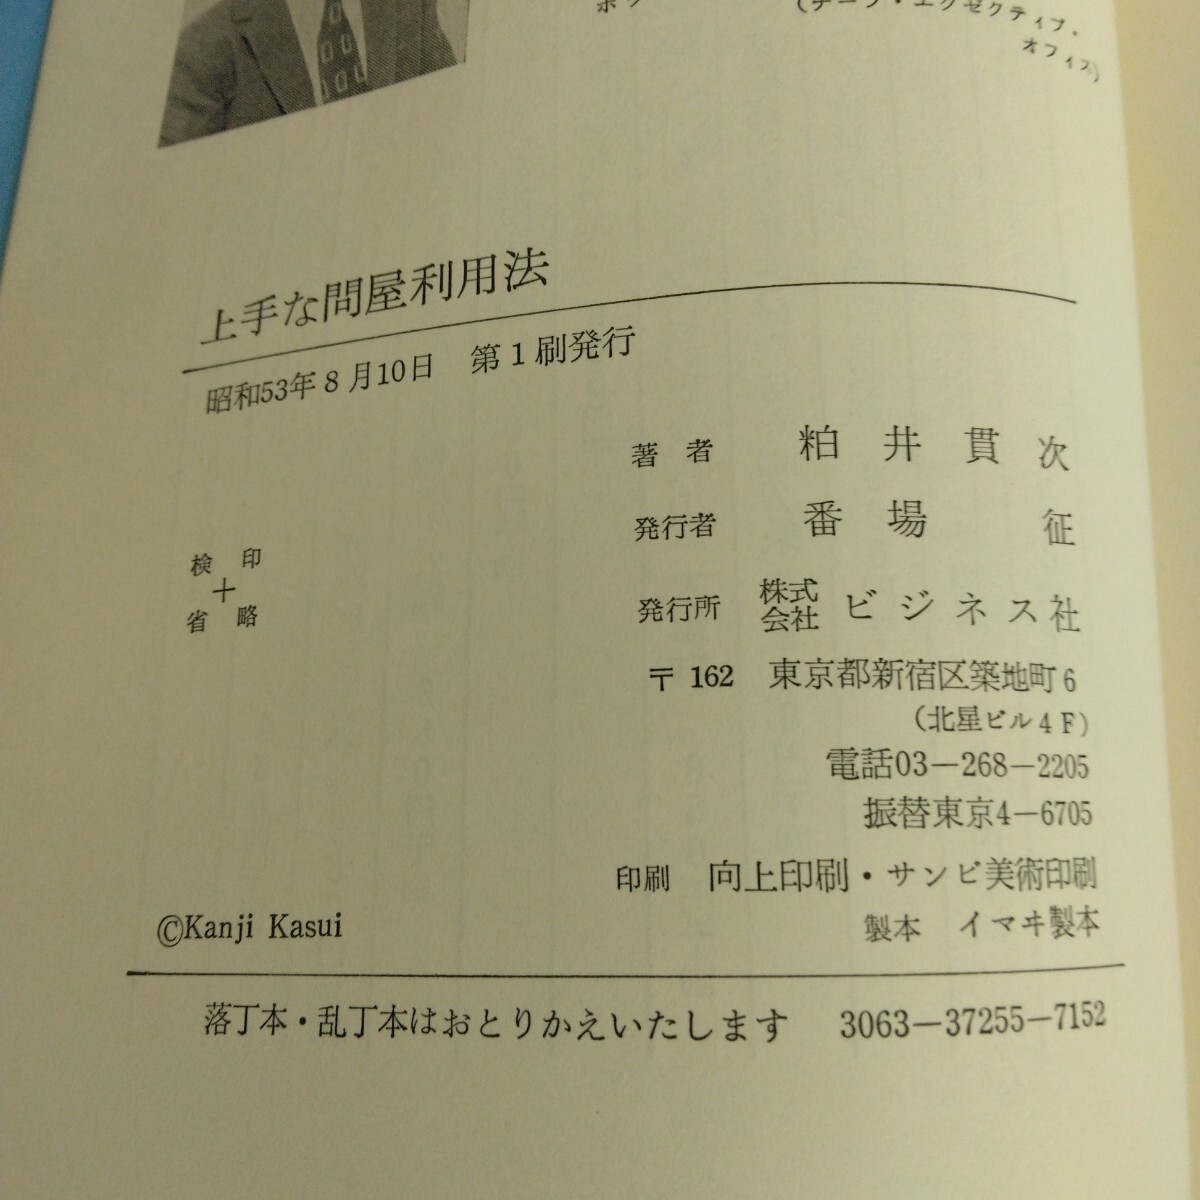 (チーフ・エグゼクティブ・
オフィス)
上手な問屋利用法
昭和53年8月10日 第1刷発行
著者 粕井貫次
発行者 番場 征
検印
省略
発行所 株式会社 ビジネス社
〒162 東京都新宿区築地町6
(北星ビル4F)
電話03―268―2205
振替東京4―6705
印刷 向上印刷・サンビ美術印刷
©Kanji Kasui
製本 イマヰ製本
落丁本・乱丁本はおとりかえいたします 3063―37255―7152